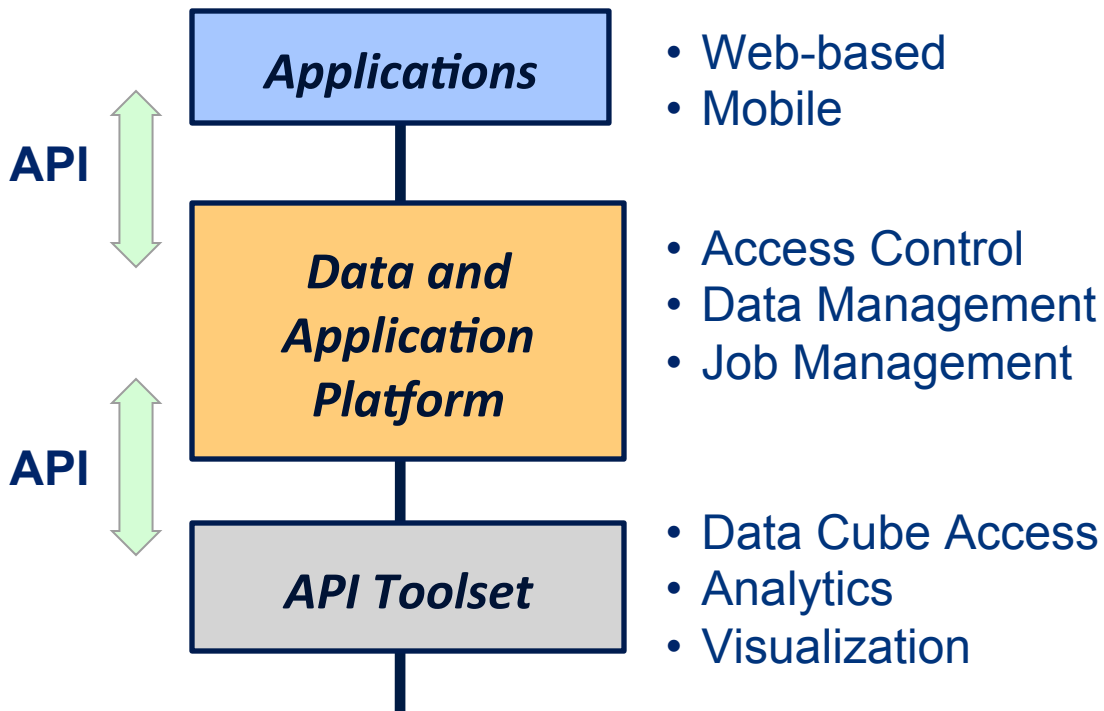 Applications
• Web-based
• Mobile
API
Data and
Application
Platform
• Access Control
• Data Management
• Job Management
API
API Toolset
• Data Cube Access
• Analytics
• Visualization